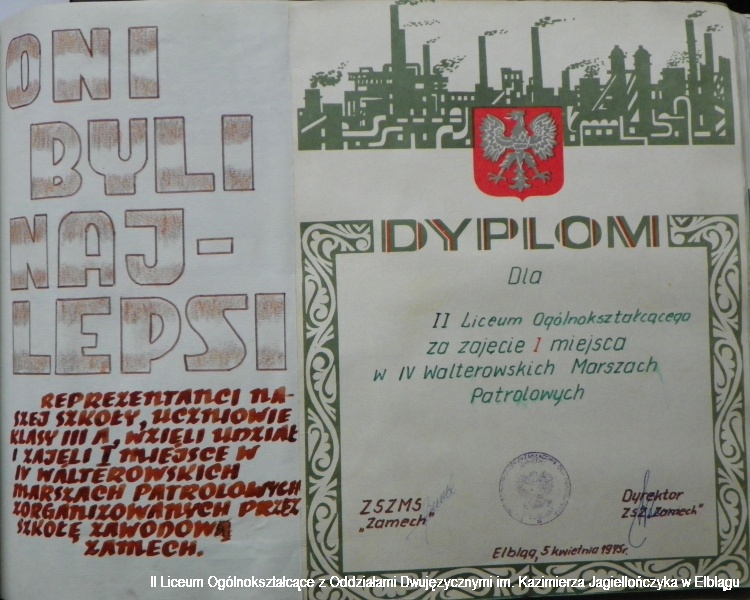 ONI
BYLI
NAJ-
LEPSI
REPREZENTANCI NA-
SZEJ SZKOŁY, UCZNIOWIE
KLASY III A, WZIĘLI UDZIAŁ
I ZAJĘLI I MIEJSCE W
IV WALTEROWSKICH
MARSZACH PATROLOWYCH
ZORGANIZOWANYCH PRZEZ
SZKOŁĘ ZAWODOWĄ
ZAMECH.
DYPLOM
Dla
II Liceum Ogólnokształcącego
za zajęcie I miejsca
w IV Walterowskich Marszach
Patrolowych
ZSZMS
„Zamech"
Dyrektor
ZSZ „Zamech"
Elbląg, 5 kwietnia 1975r.
II Liceum Ogólnokształcące z Oddziałami Dwujęzycznymi im. Kazimierza Jagiellończyka w Elblągu